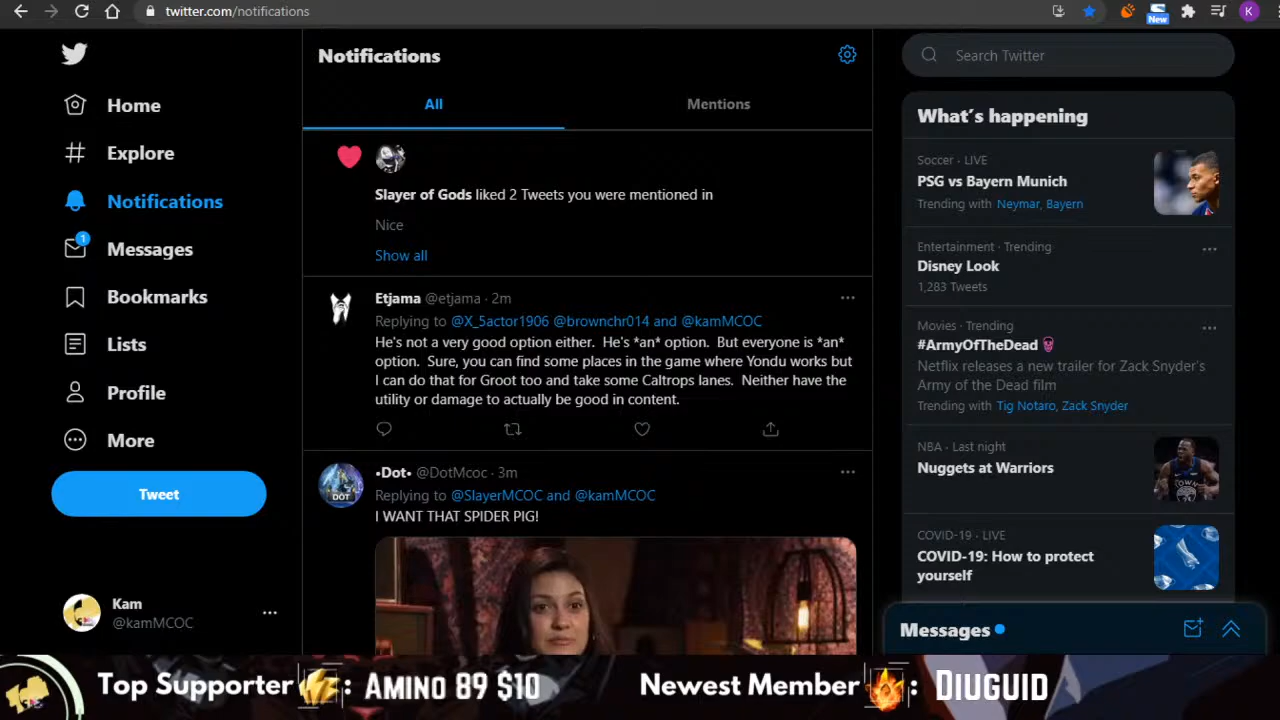 twitter.com/notifications
New
K
Home
Explore
Notifications
1
Messages
Bookmarks
Lists
Profile
More
Tweet
Kam
@kamMCOC
Notifications
All
Mentions
Slayer of Gods liked 2 Tweets you were mentioned in
Nice
Show all
Etjama @etjama · 2m
Replying to @X_5actor1906 @brownchr014 and @kamMCOC
He's not a very good option either. He's *an* option. But everyone is *an*
option. Sure, you can find some places in the game where Yondu works but
I can do that for Groot too and take some Caltrops lanes. Neither have the
utility or damage to actually be good in content.
•Dot• @DotMcoc · 3m
DOT
Replying to @SlayerMCOC and @kamMCOC
I WANT THAT SPIDER PIG!
Search Twitter
What's happening
Soccer · LIVE
PSG vs Bayern Munich
Trending with Neymar, Bayern
Entertainment · Trending
Disney Look
1,283 Tweets
Movies · Trending
#ArmyOfTheDead
Netflix releases a new trailer for Zack Snyder's
Army of the Dead film
Trending with Tig Notaro, Zack Snyder
NBA · Last night
Nuggets at Warriors
COVID-19 · LIVE
COVID-19: How to protect
yourself
Messages
Top Supporter : Amino 89 $10
Newest Member : Diuguid